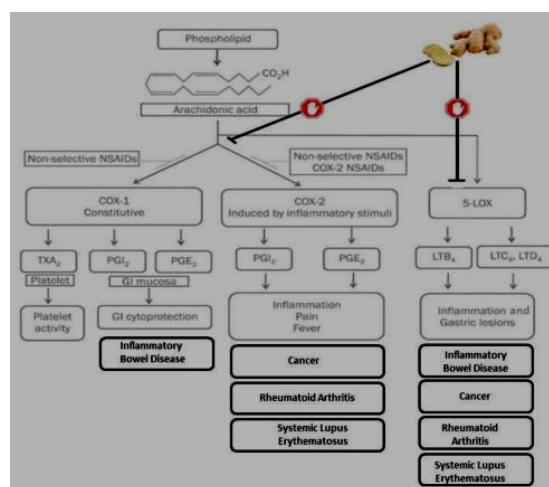 Phospholipid
CO₂H
Arachidonic acid
Non-selective NSAIDs
Non-selective NSAIDs
COX-2 NSAIDs
COX-1
Constitutive
COX-2
Induced by inflammatory stimuli
5-LOX
TXA₂
PGI₂
PGE₂
PGI₂
PGE₂
LTB₄
LTC₄, LTD₄
Platelet
GI mucosa
Platelet
activity
GI cytoprotection
Inflammation
Pain
Fever
Inflammation and
Gastric lesions
Inflammatory
Bowel Disease
Cancer
Rheumatoid Arthritis
Systemic Lupus
Erythematosus
Inflammatory
Bowel Disease
Cancer
Rheumatoid
Arthritis
Systemic Lupus
Erythematosus